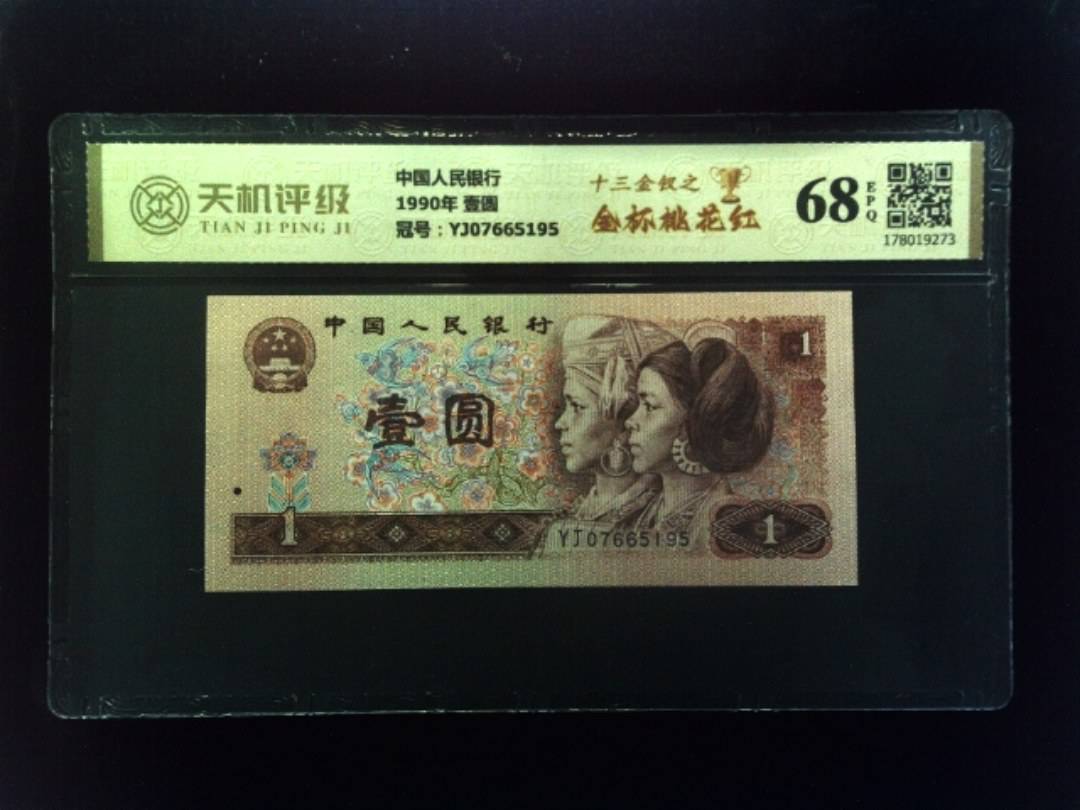 天机评级
TIAN JI PING JI
中国人民银行
1990年 壹圆
冠号：YJ07665195
十三金钗之
金杯桃花红
68
EPQ
178019273
中国人民银行
1
壹圆
1
YJ07665195
1